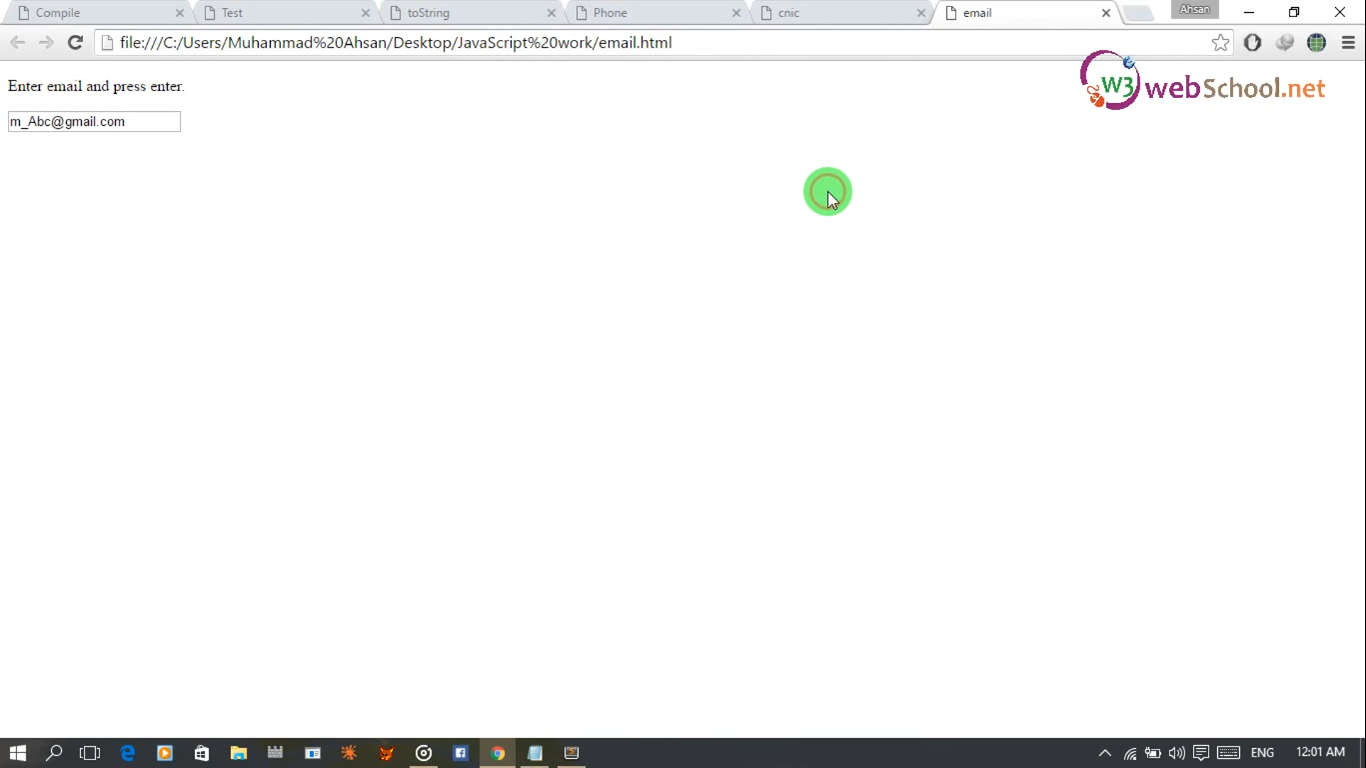 Compile
Test
toString
Phone
cnic
email
Ahsan
file:///C:/Users/Muhammad%20Ahsan/Desktop/JavaScript%20work/email.html
W3 webSchool.net
Enter email and press enter.
m_Abc@gmail.com
ENG
12:01 AM